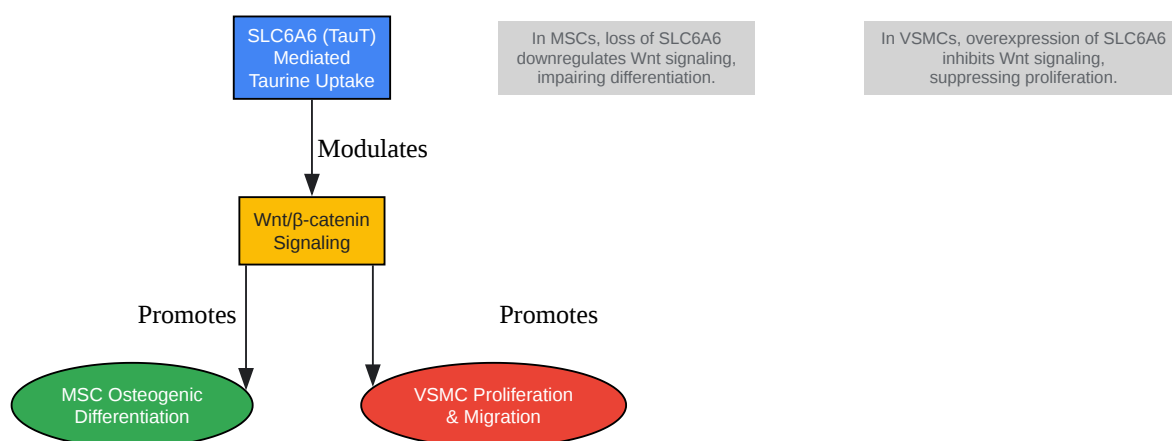 SLC6A6 (TauT)
Mediated
Taurine Uptake
In MSCs, loss of SLC6A6
downregulates Wnt signaling,
impairing differentiation.
In VSMCs, overexpression of SLC6A6
inhibits Wnt signaling,
suppressing proliferation.
Modulates
Wnt/β-catenin
Signaling
Promotes
Promotes
MSC Osteogenic
Differentiation
VSMC Proliferation
& Migration